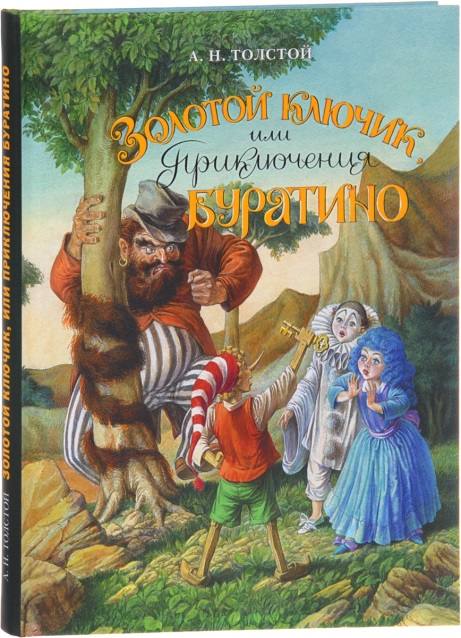 А. Н. ТОЛСТОЙ
ЗОЛОТОЙ КЛЮЧИК,
или
Приключения
БУРАТИНО
А. Н. ТОЛСТОЙ ЗОЛОТОЙ КЛЮЧИК, ИЛИ ПРИКЛЮЧЕНИЯ БУРАТИНО